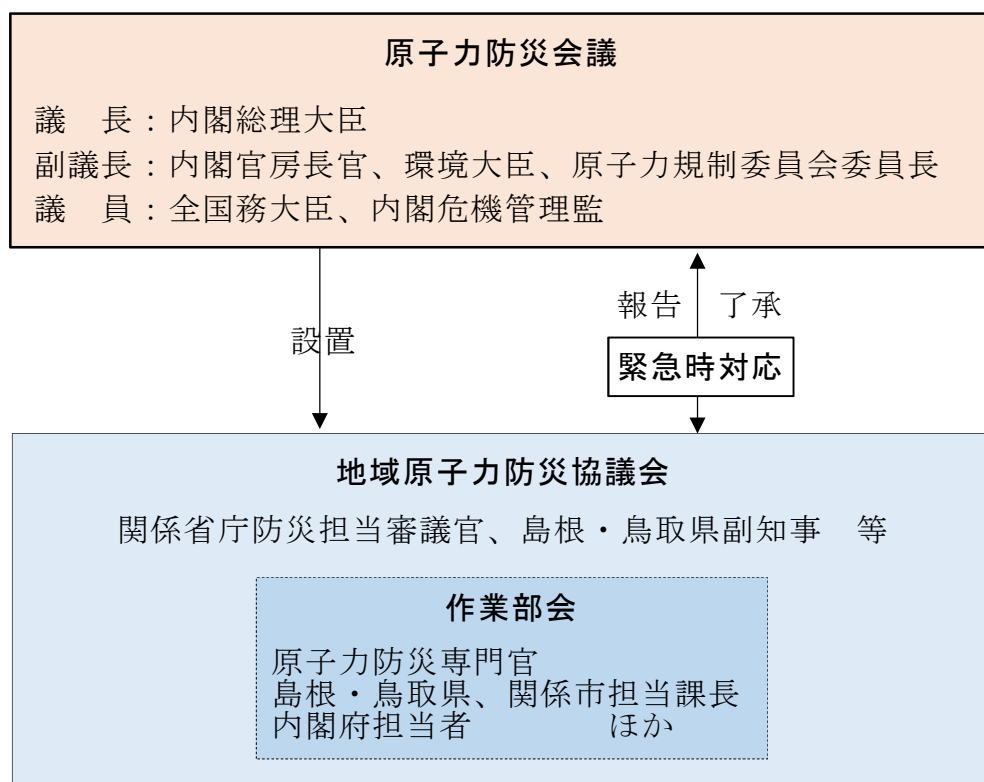 原子力防災会議
議　長：内閣総理大臣
副議長：内閣官房長官、環境大臣、原子力規制委員会委員長
議　員：全国務大臣、内閣危機管理監
設置
報告　了承
緊急時対応
地域原子力防災協議会
関係省庁防災担当審議官、島根・鳥取県副知事　等
作業部会
原子力防災専門官
島根・鳥取県、関係市担当課長
内閣府担当者　　　　ほか